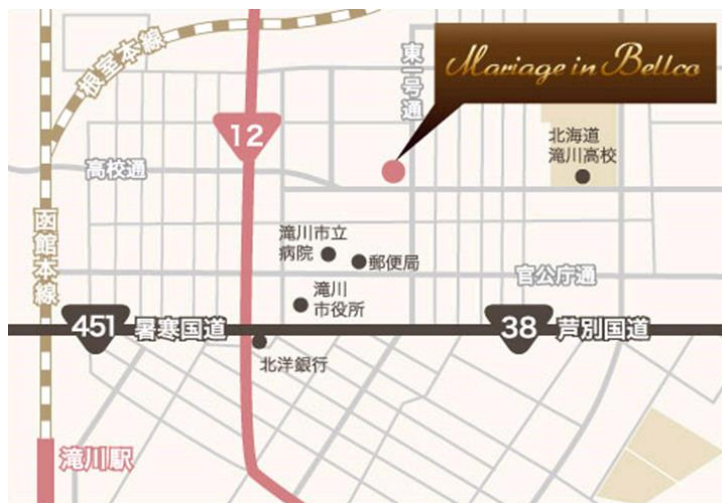 根室本線
東一号通
Mariage in Bellco
12
北海道
滝川高校
高校通
函館本線
滝川市立
病院
郵便局
官公庁通
滝川
市役所
451
暑寒国道
38
芦別国道
北洋銀行
滝川駅